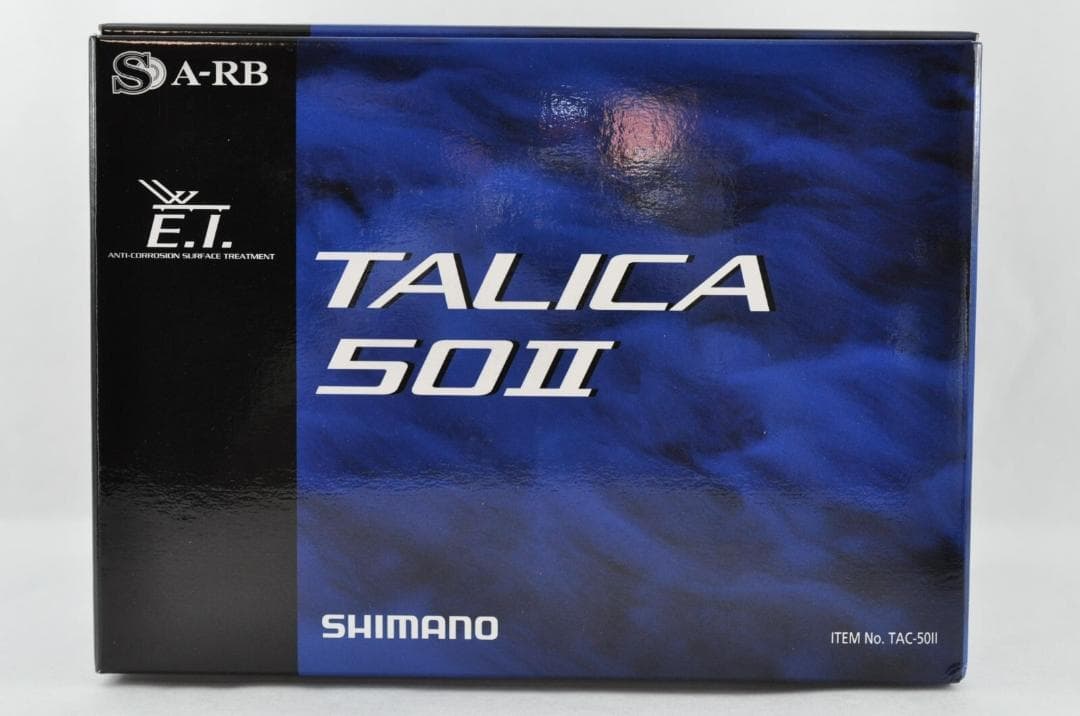 S A-RB
E.I.
ANTI-CORROSION SURFACE TREATMENT
TALICA
50II
SHIMANO
ITEM No. TAC-50II